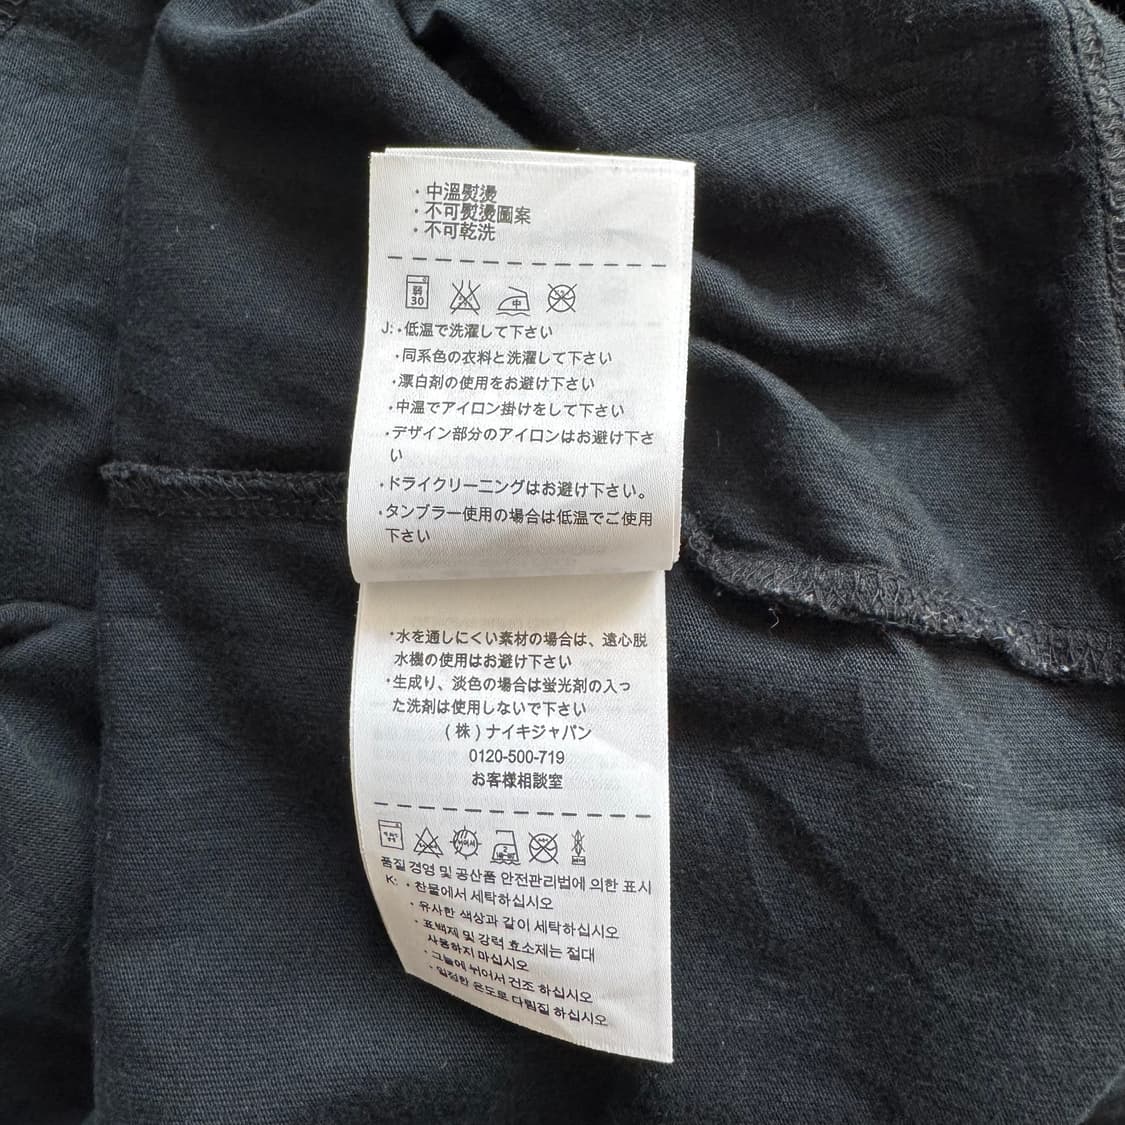 · 中溫熨燙
· 不可熨燙圖案
· 不可乾洗
弱
30
中
J: ·低温で洗濯して下さい
·同系色の衣料と洗濯して下さい
·漂白剤の使用をお避け下さい
·中温でアイロン掛けをして下さい
·デザイン部分のアイロンはお避け下さ
い
·ドライクリーニングはお避け下さい。
·タンブラー使用の場合は低温でご使用
下さい
·水を通しにくい素材の場合は、遠心脱
水機の使用はお避け下さい
·生成り、淡色の場合は蛍光剤の入っ
た洗剤は使用しないで下さい
(株)ナイキジャパン
0120-500-719
お客様相談室
품질 경영 및 공산품 안전관리법에 의한 표시
K: · 찬물에서 세탁하십시오
· 유사한 색상과 같이 세탁하십시오
· 표백제 및 강력 효소제는 절대
사용하지 마십시오
· 그늘에 뉘어서 건조 하십시오
· 일정한 온도로 다림질 하십시오